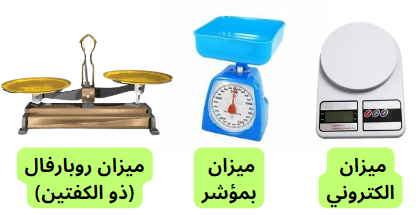 ميزان
الكتروني
ميزان
بمؤشر
ميزان روبارفال
(ذو الكفتين)